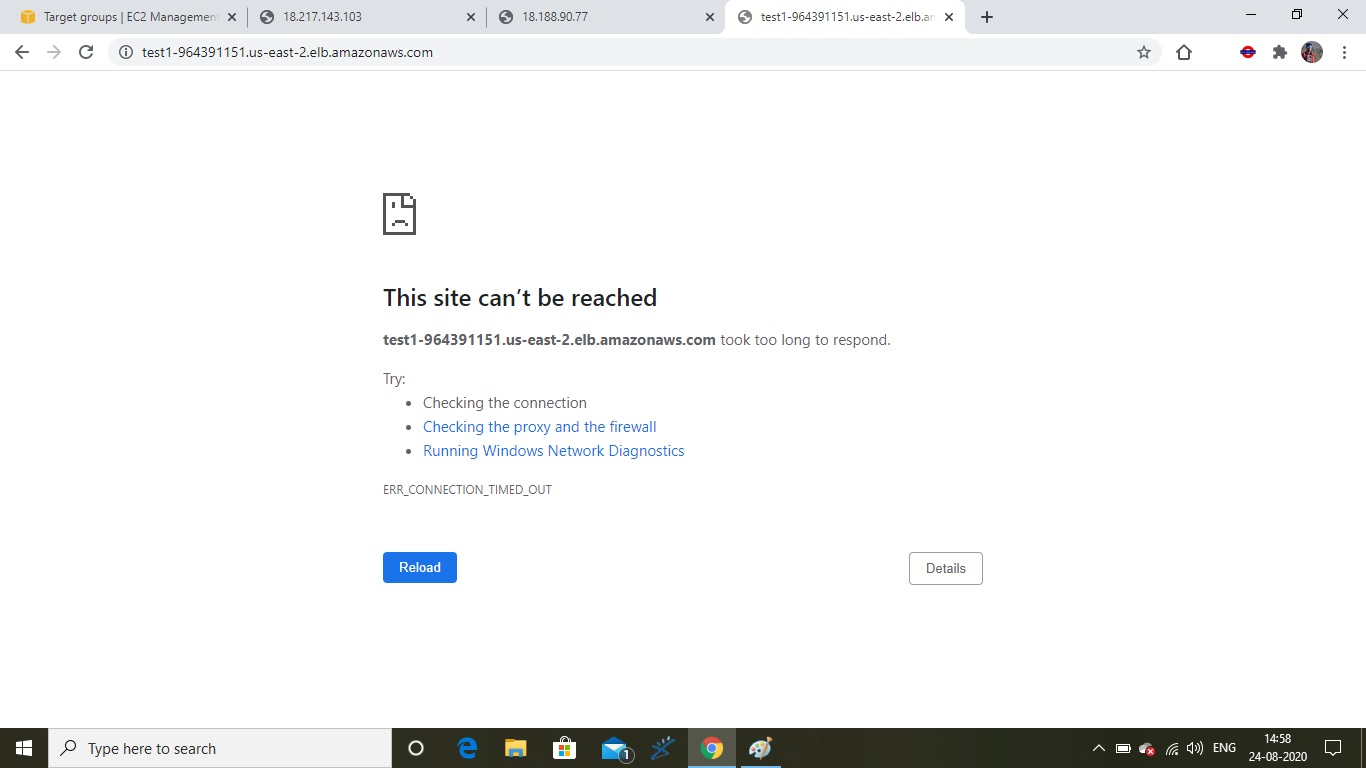 Target groups | EC2 Management
18.217.143.103
18.188.90.77
test1-964391151.us-east-2.elb.an
test1-964391151.us-east-2.elb.amazonaws.com
This site can’t be reached
test1-964391151.us-east-2.elb.amazonaws.com took too long to respond.
Try:
• Checking the connection
• Checking the proxy and the firewall
• Running Windows Network Diagnostics
ERR_CONNECTION_TIMED_OUT
Reload
Details
Type here to search
1
ENG
14:58
24-08-2020